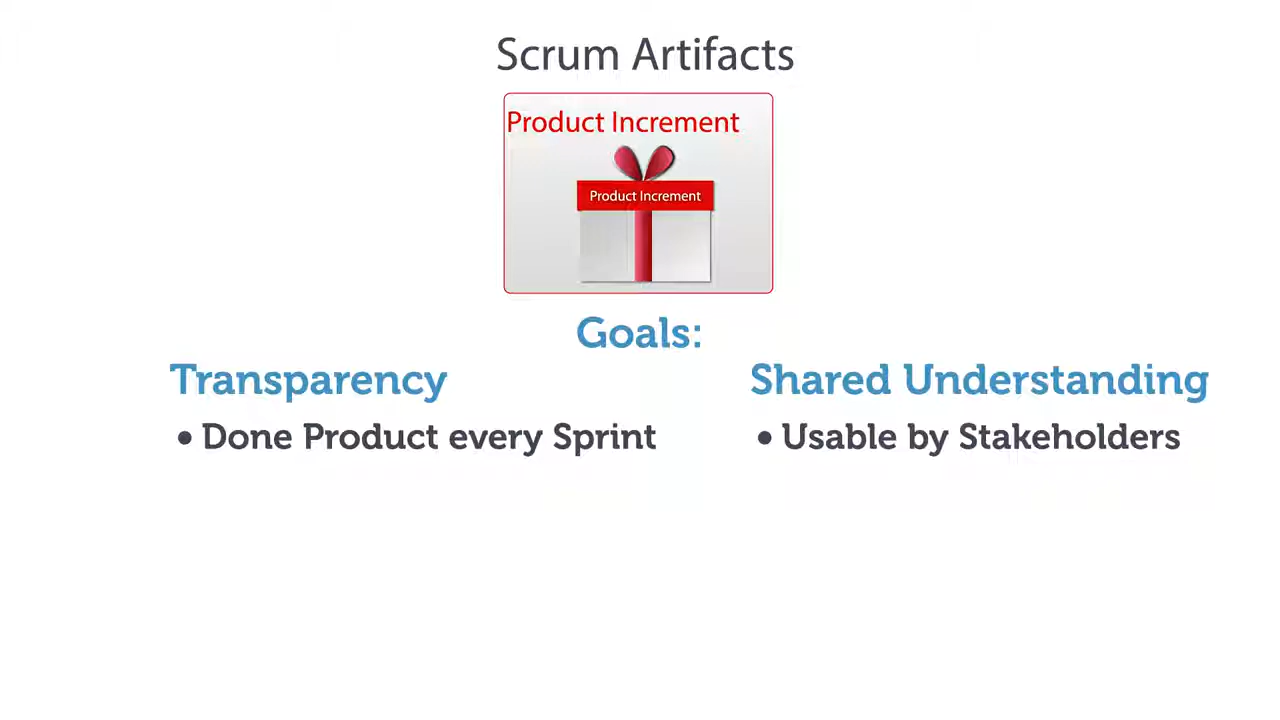 Scrum Artifacts
Product Increment
Product Increment
Goals:
Transparency
• Done Product every Sprint
Shared Understanding
• Usable by Stakeholders